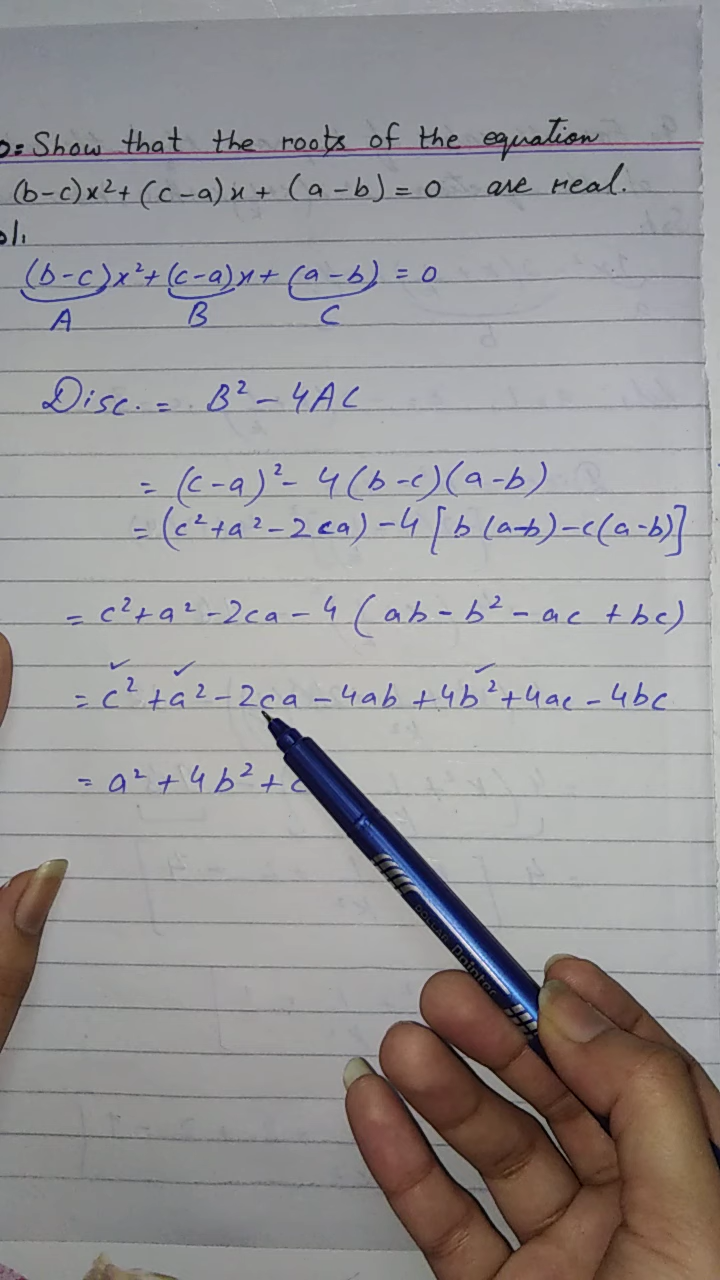 Show that the roots of the equation
(b-c)x²+(c-a)x+(a-b)=0 are real.
(b-c)x²+(c-a)x+(a-b)=0
A B C
Disc. = B²-4AC
= (c-a)²-4(b-c)(a-b)
= (c²+a²-2ca)-4[b(a-b)-c(a-b)]
= c²+a²-2ca-4(ab-b²-ac+bc)
= c²+a²-2ca-4ab+4b²+4ac-4bc
= a²+4b²+c
DOLLAR Pointer